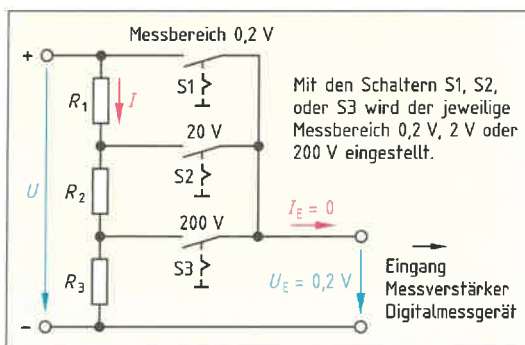 Messbereich 0,2 V
+
S1
R1
I
Mit den Schaltern S1, S2,
oder S3 wird der jeweilige
Messbereich 0,2 V, 2 V oder
200 V eingestellt.
20 V
S2
U
R2
200 V
IE = 0
S3
R3
UE = 0,2 V
Eingang
Messverstärker
Digitalmessgerät
–